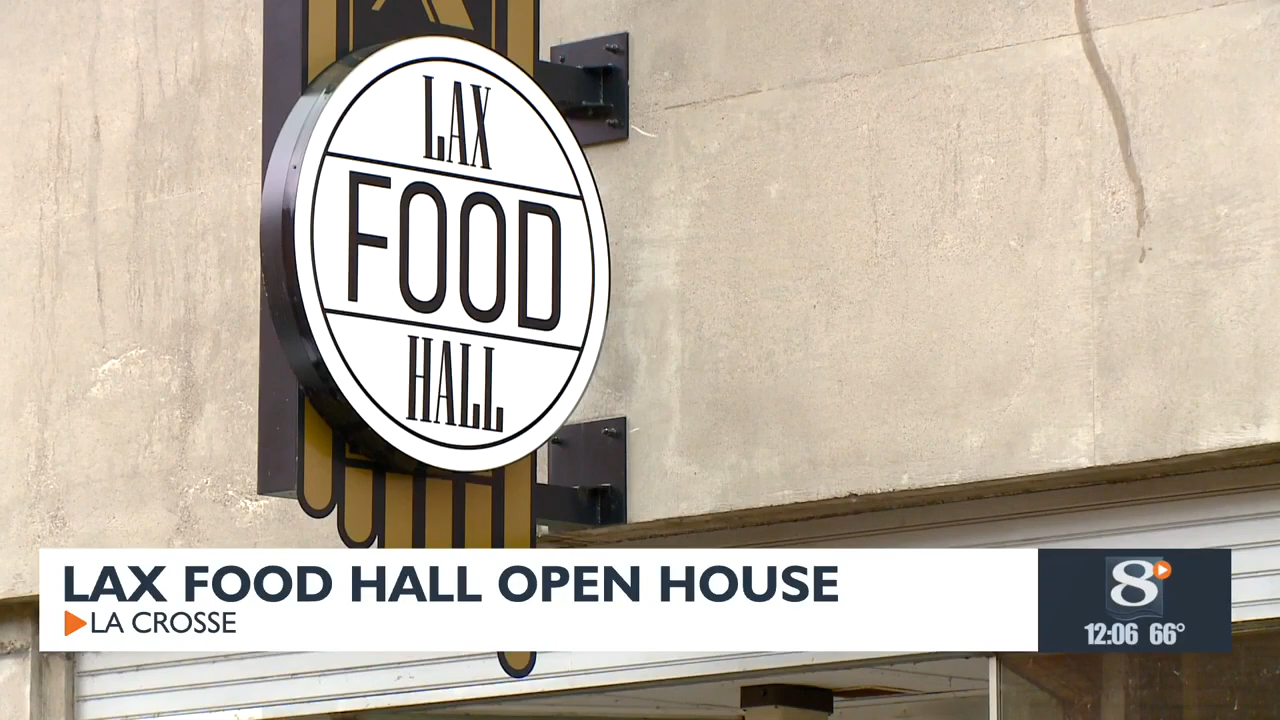 LAX
FOOD
HALL
LAX FOOD HALL OPEN HOUSE
LA CROSSE
8
12:06 66°